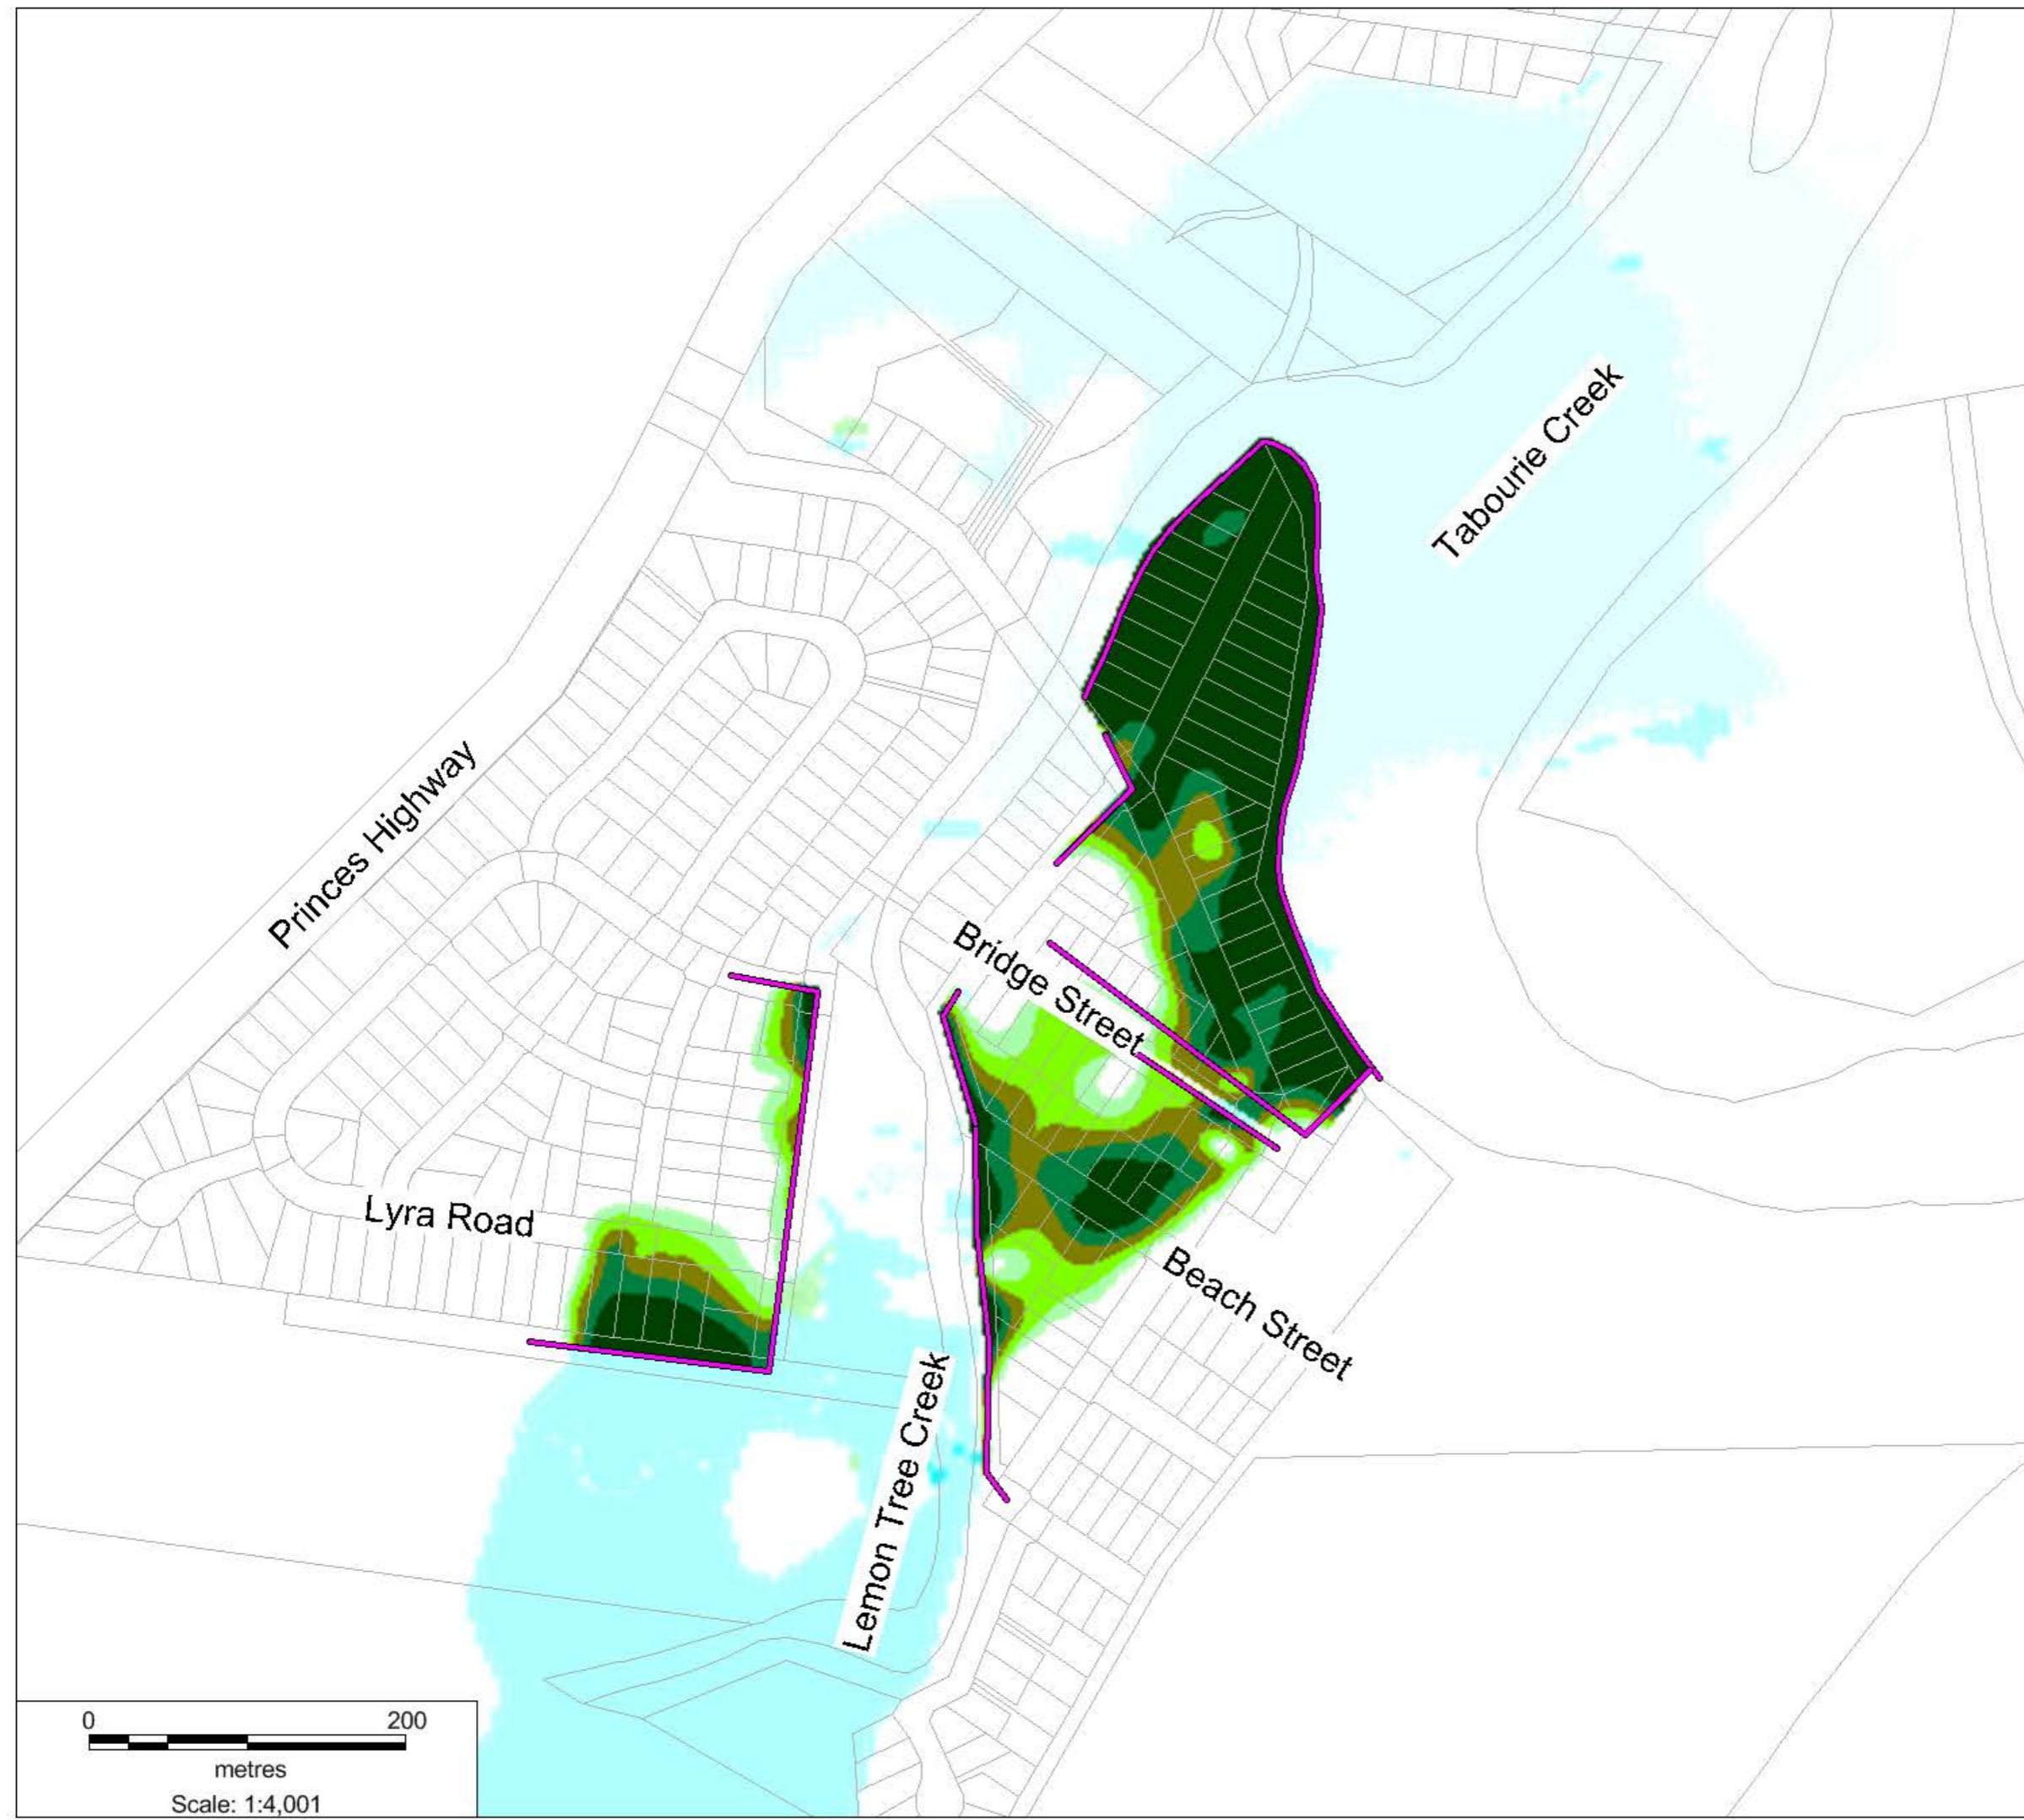 Tabourie Creek
Princes Highway
Bridge Street
Lyra Road
Beach Street
Lemon Tree Creek
0 200
metres
Scale: 1:4,001